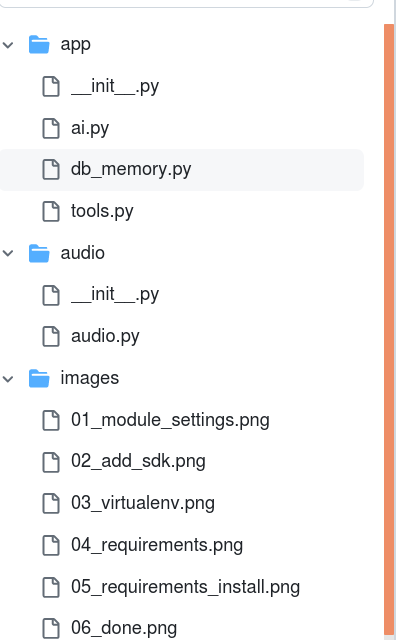 app
__init__.py
ai.py
db_memory.py
tools.py
audio
__init__.py
audio.py
images
01_module_settings.png
02_add_sdk.png
03_virtualenv.png
04_requirements.png
05_requirements_install.png
06_done.png